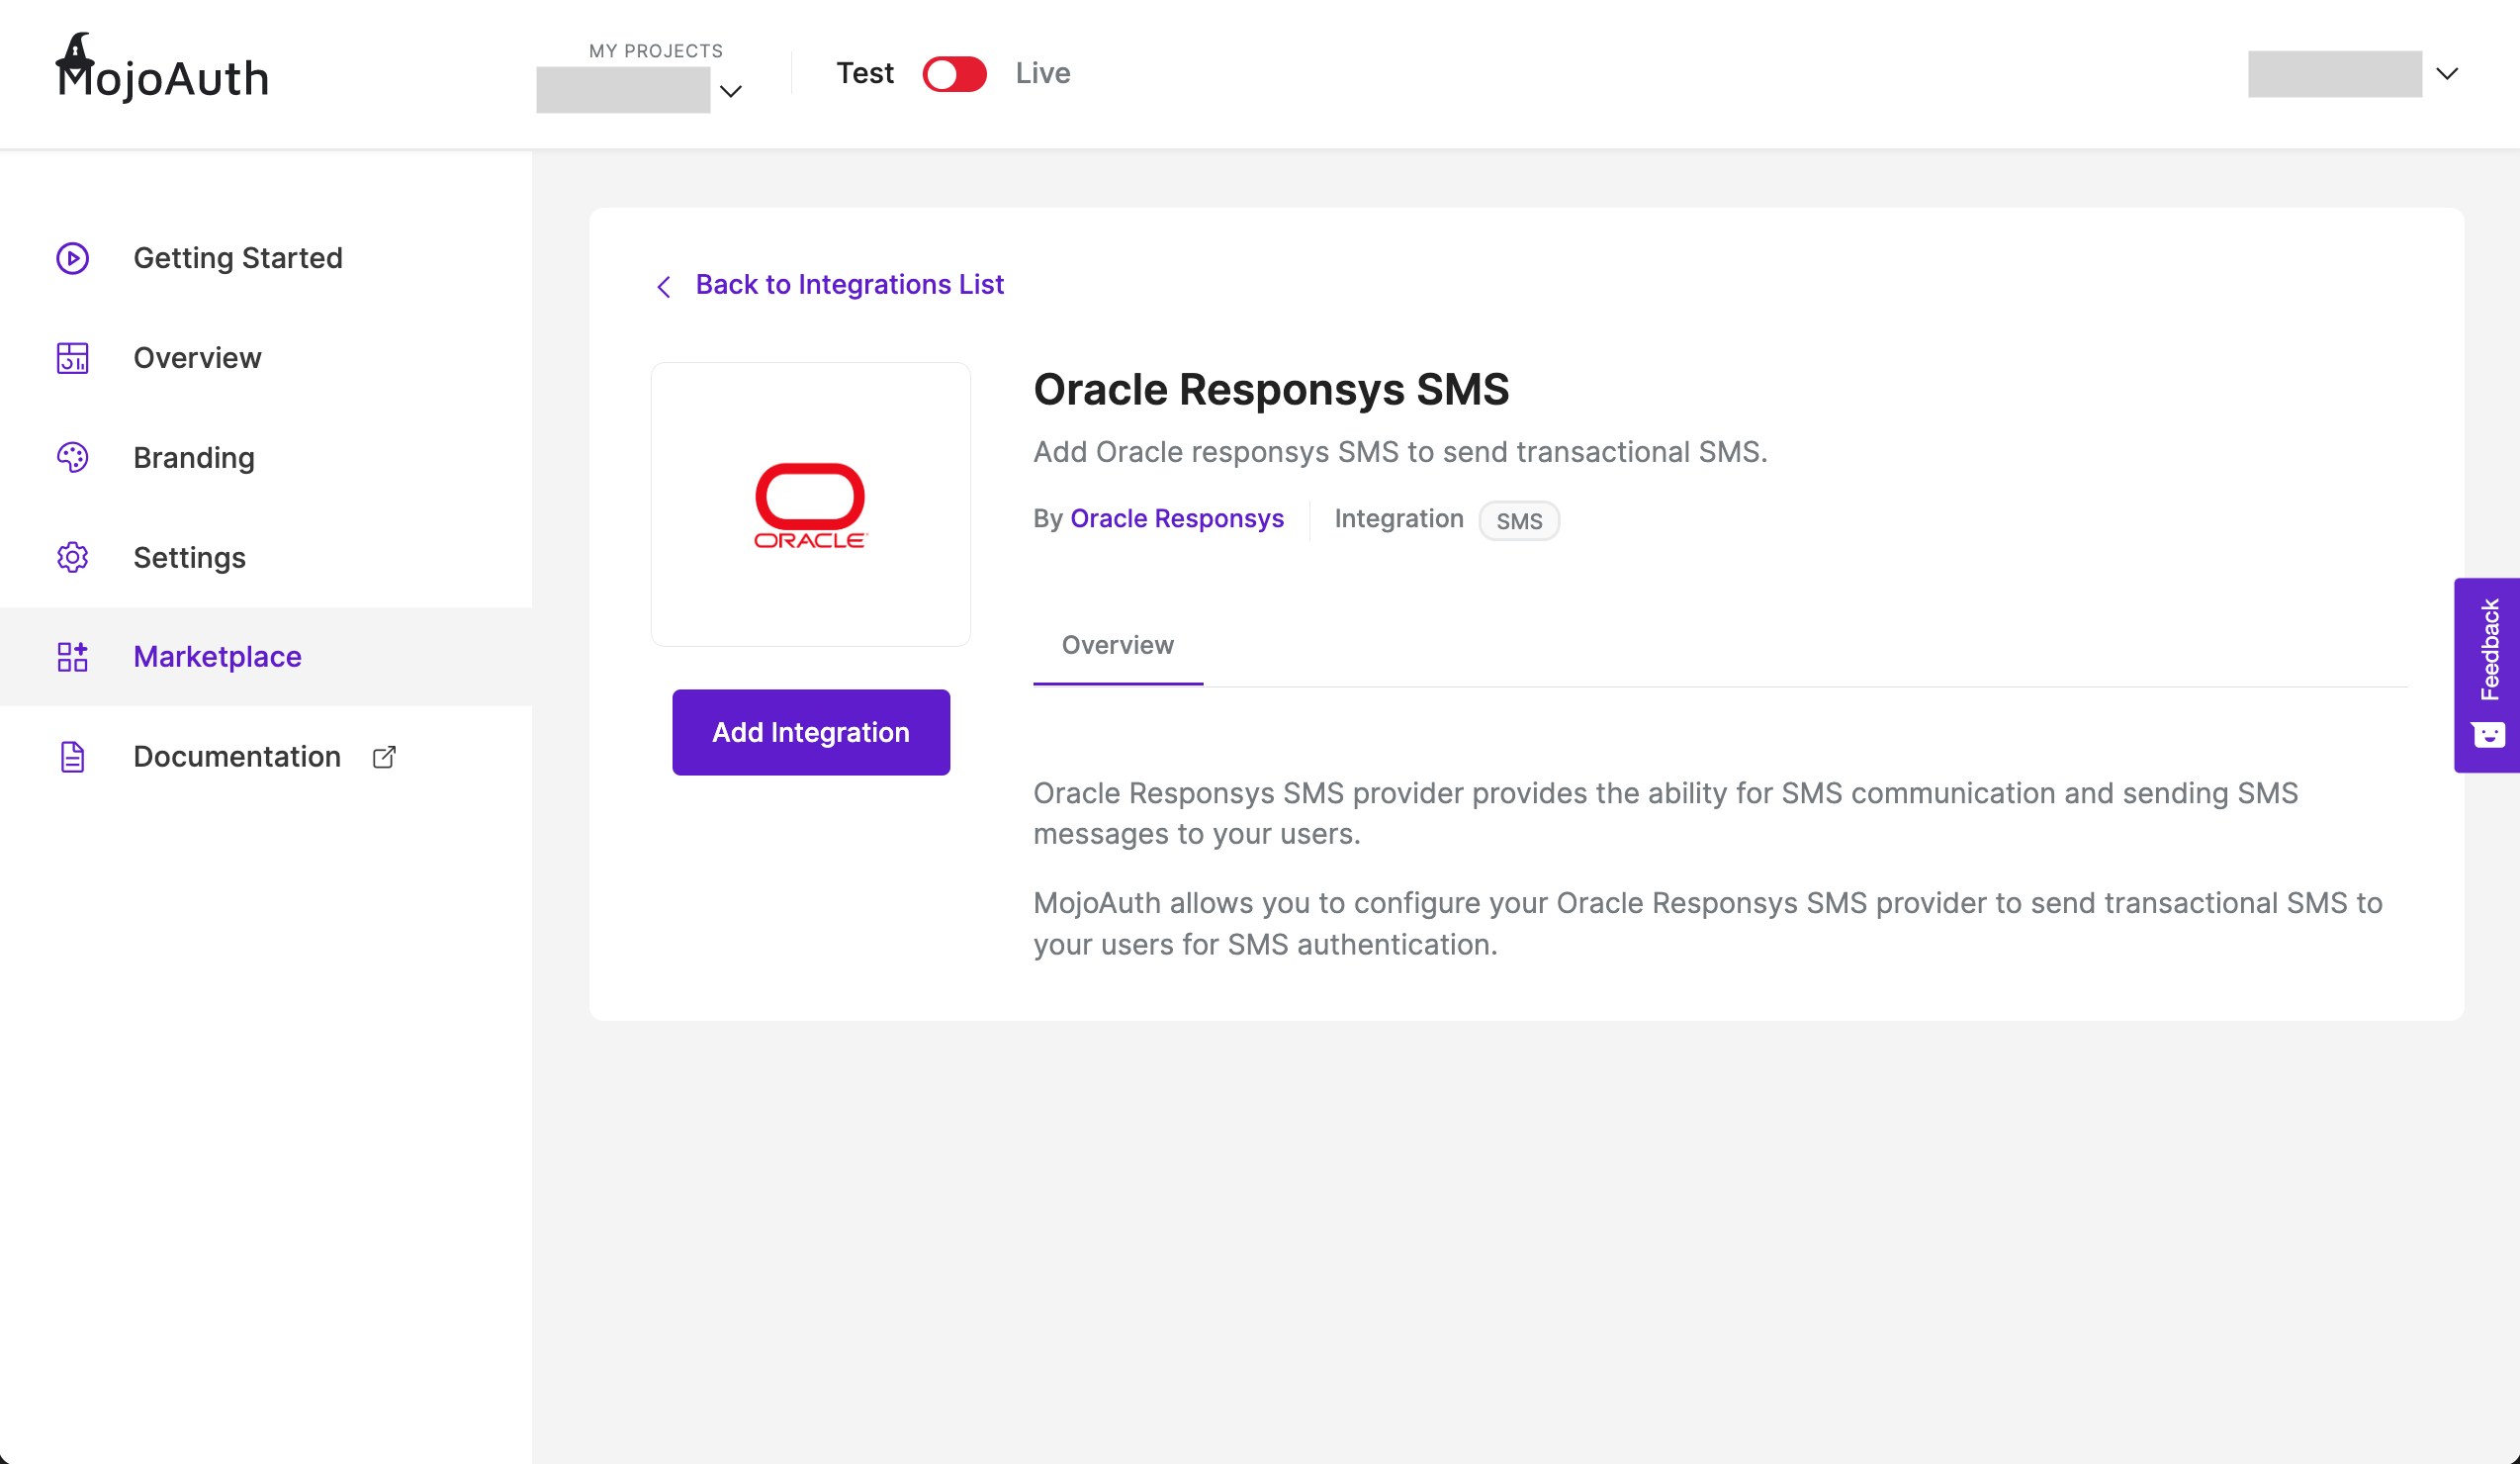 MojoAuth
MY PROJECTS
Test
Live
Getting Started
Overview
Branding
Settings
Marketplace
Documentation
Back to Integrations List
ORACLE
Add Integration
Oracle Responsys SMS
Add Oracle responsys SMS to send transactional SMS.
By Oracle Responsys
Integration SMS
Overview
Oracle Responsys SMS provider provides the ability for SMS communication and sending SMS
messages to your users.
MojoAuth allows you to configure your Oracle Responsys SMS provider to send transactional SMS to
your users for SMS authentication.
Feedback